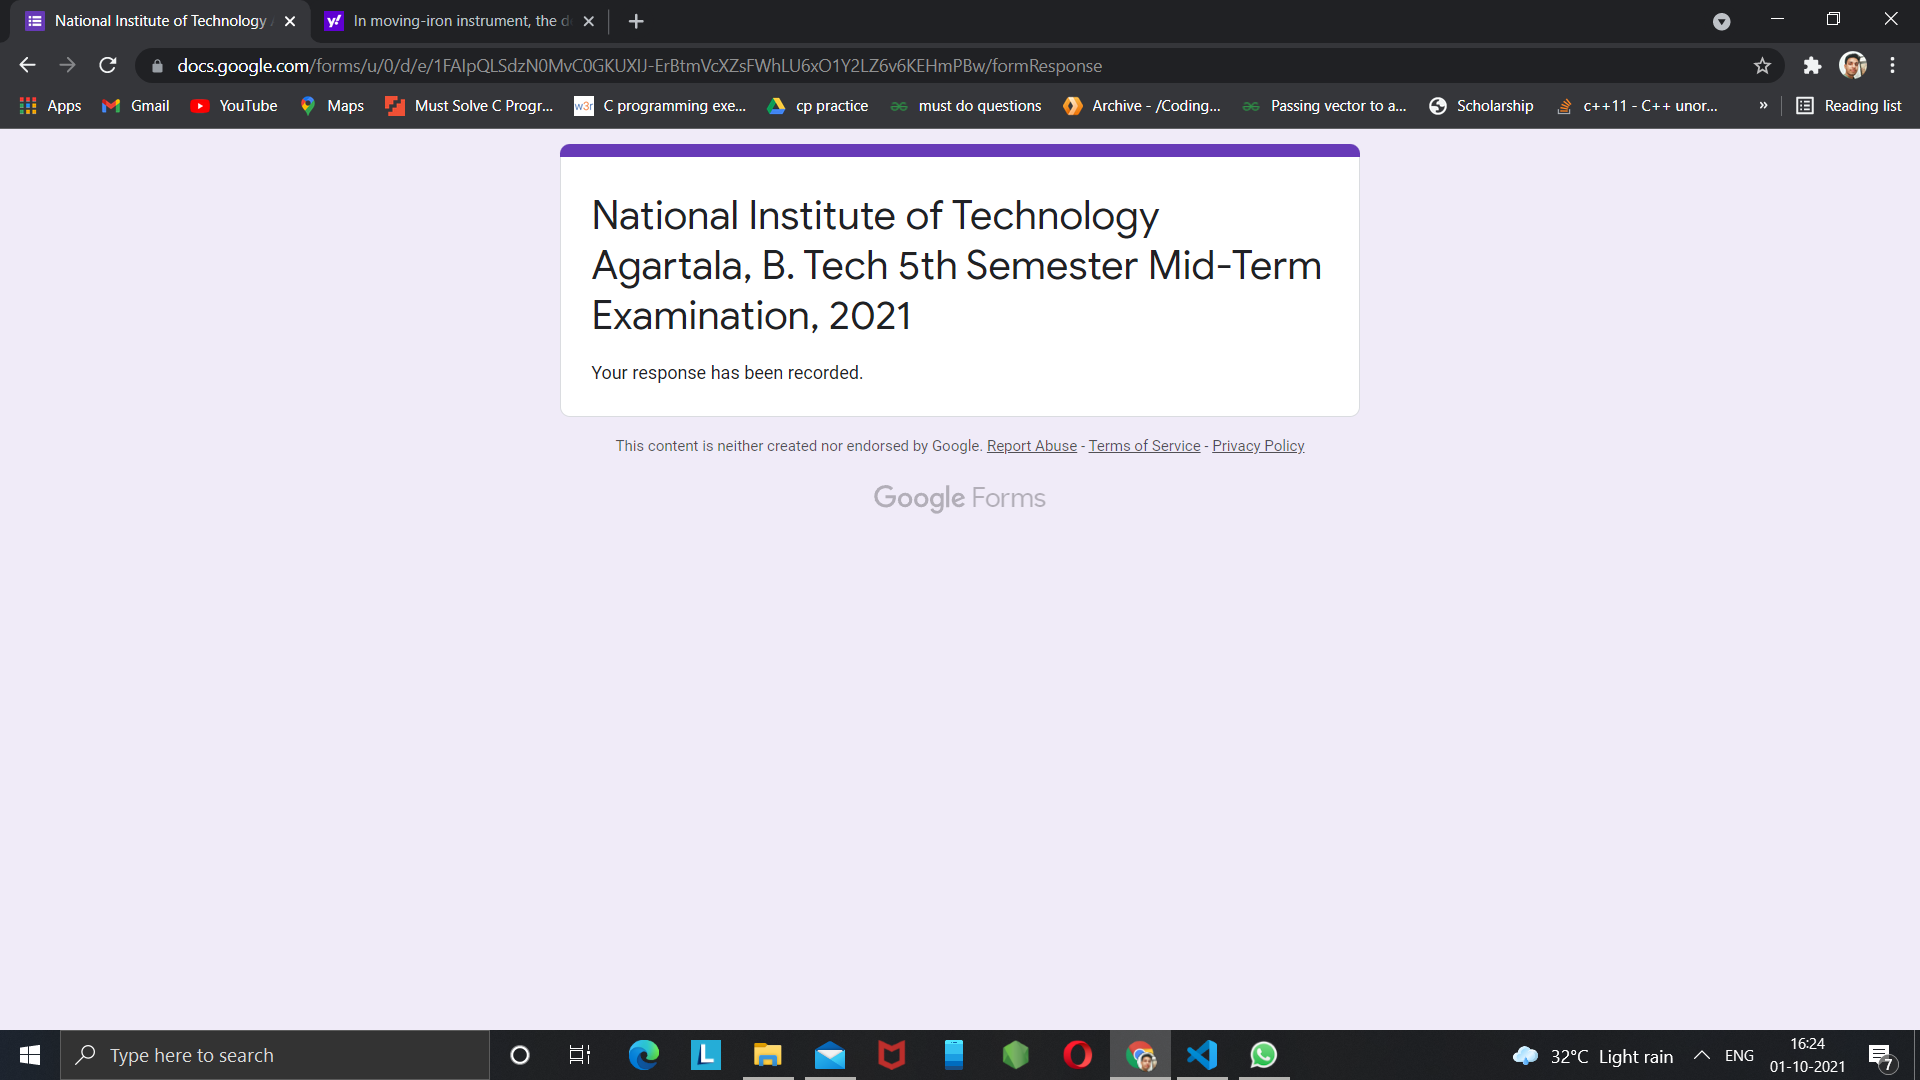 National Institute of Technology
In moving-iron instrument, the d
docs.google.com/forms/u/0/d/e/1FAIpQLSdzN0MvC0GKUXIJ-ErBtmVcXZsFWhLU6xO1Y2LZ6v6KEHmPBw/formResponse
Apps Gmail YouTube Maps Must Solve C Progr... w3r C programming exe... cp practice must do questions Archive - /Coding... Passing vector to a... Scholarship c++11 - C++ unor... » Reading list
National Institute of Technology
Agartala, B. Tech 5th Semester Mid-Term
Examination, 2021
Your response has been recorded.
This content is neither created nor endorsed by Google. Report Abuse - Terms of Service - Privacy Policy
Google Forms
Type here to search
L
32°C Light rain
ENG
16:24
01-10-2021
7